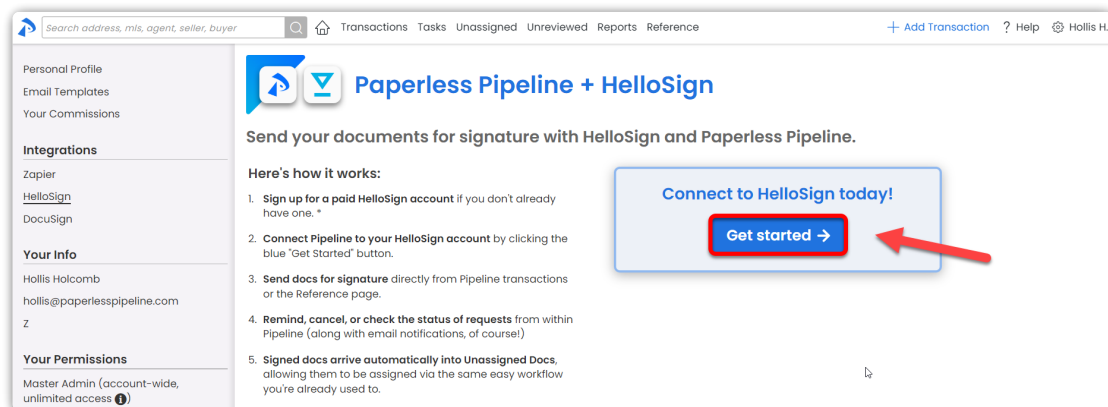 Search address, mls, agent, seller, buyer
Transactions Tasks Unassigned Unreviewed Reports Reference
+ Add Transaction ? Help Hollis H.
Personal Profile
Email Templates
Your Commissions
Integrations
Zapier
HelloSign
DocuSign
Your Info
Hollis Holcomb
hollis@paperlesspipeline.com
Z
Your Permissions
Master Admin (account-wide,
unlimited access i)
Paperless Pipeline + HelloSign
Send your documents for signature with HelloSign and Paperless Pipeline.
Here's how it works:
1. Sign up for a paid HelloSign account if you don't already
have one. *
2. Connect Pipeline to your HelloSign account by clicking the
blue "Get Started" button.
3. Send docs for signature directly from Pipeline transactions
or the Reference page.
4. Remind, cancel, or check the status of requests from within
Pipeline (along with email notifications, of course!)
5. Signed docs arrive automatically into Unassigned Docs,
allowing them to be assigned via the same easy workflow
you're already used to.
Connect to HelloSign today!
Get started →